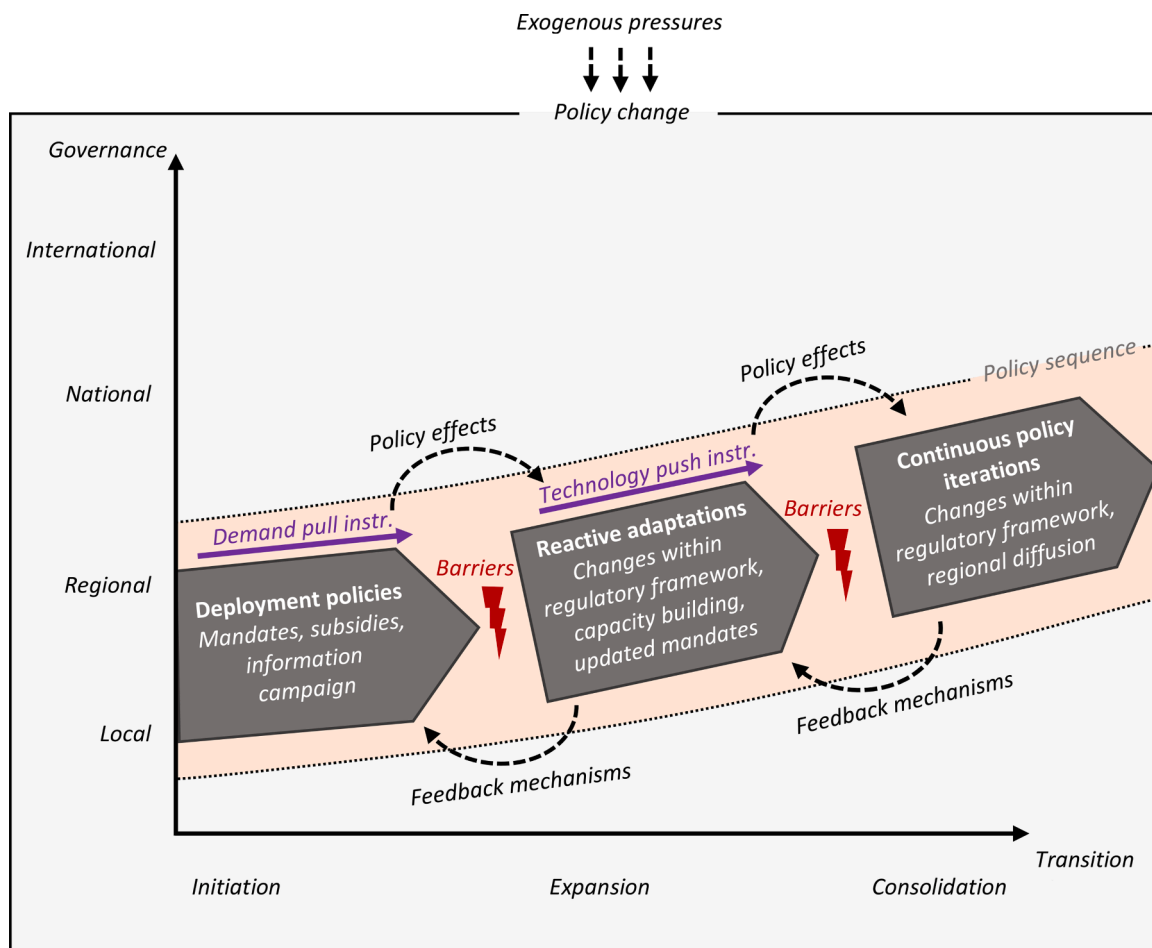 Exogenous pressures
Policy change
Governance
International
National
Regional
Local
Policy sequence
Policy effects
Policy effects
Demand pull instr.
Technology push instr.
Deployment policies
Mandates, subsidies,
information
campaign
Barriers
Reactive adaptations
Changes within
regulatory framework,
capacity building,
updated mandates
Barriers
Continuous policy
iterations
Changes within
regulatory framework,
regional diffusion
Feedback mechanisms
Feedback mechanisms
Transition
Initiation
Expansion
Consolidation